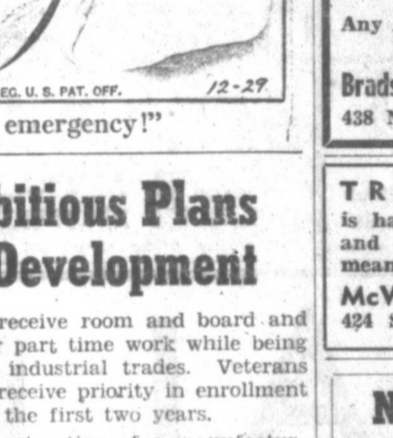 EG. U. S. PAT. OFF.
12-29
emergency!"
bitious Plans
Development
receive room and board and
part time work while being
industrial trades. Veterans
receive priority in enrollment
the first two years.
Any
Brads
438
TR
is ha
and
mean
McV
424 S
N